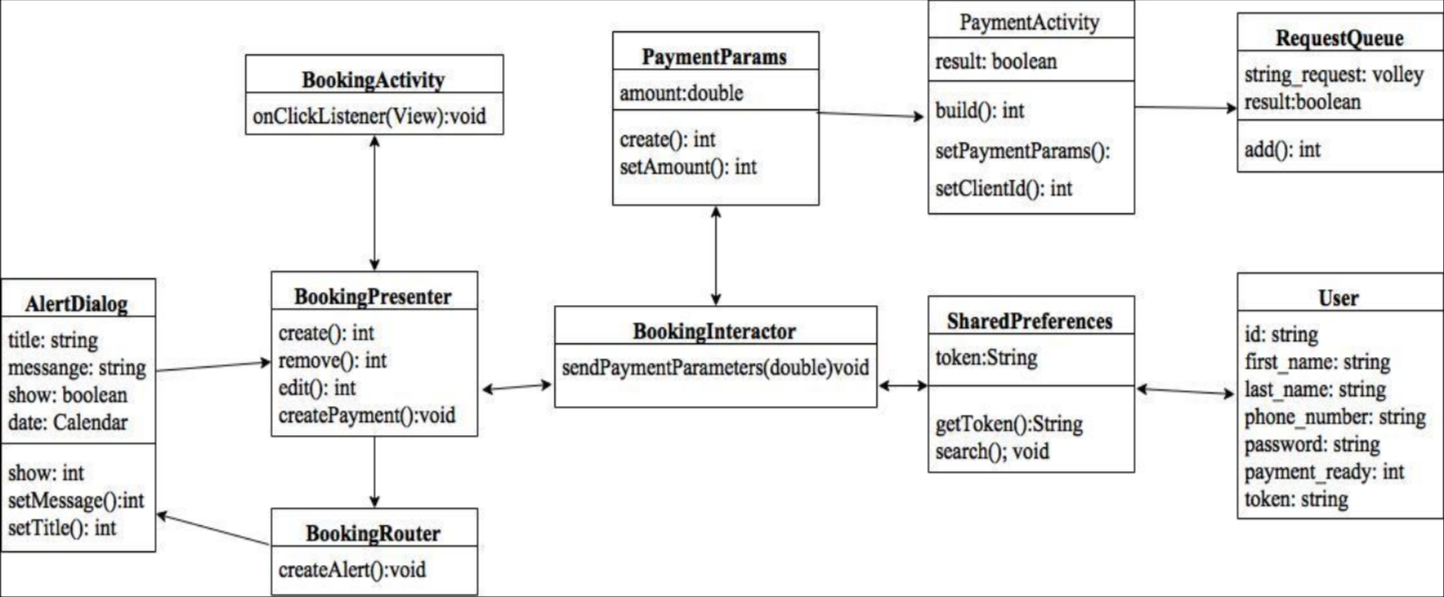 BookingActivity
onClickListener(View):void
PaymentParams
amount:double
create(): int
setAmount(): int
PaymentActivity
result: boolean
build(): int
setPaymentParams():
setClientId(): int
RequestQueue
string_request: volley
result:boolean
add(): int
AlertDialog
title: string
messange: string
show: boolean
date: Calendar
show: int
setMessage():int
setTitle(): int
BookingPresenter
create(): int
remove(): int
edit(): int
createPayment():void
BookingRouter
createAlert():void
BookingInteractor
sendPaymentParameters(double)void
SharedPreferences
token:String
getToken():String
search(); void
User
id: string
first_name: string
last_name: string
phone_number: string
password: string
payment_ready: int
token: string